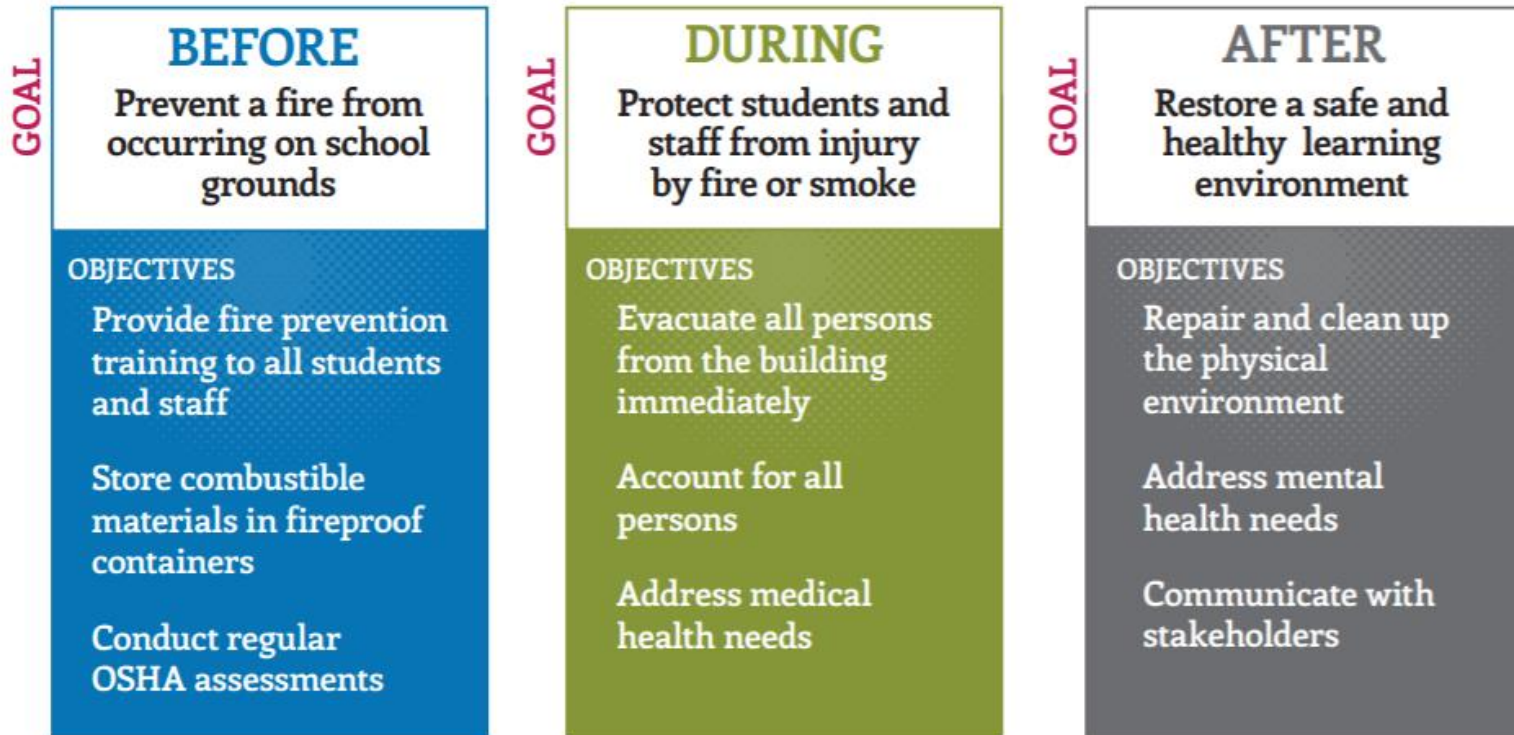 GOAL
BEFORE
Prevent a fire from
occurring on school
grounds
OBJECTIVES
Provide fire prevention
training to all students
and staff
Store combustible
materials in fireproof
containers
Conduct regular
OSHA assessments
GOAL
DURING
Protect students and
staff from injury
by fire or smoke
OBJECTIVES
Evacuate all persons
from the building
immediately
Account for all
persons
Address medical
health needs
GOAL
AFTER
Restore a safe and
healthy learning
environment
OBJECTIVES
Repair and clean up
the physical
environment
Address mental
health needs
Communicate with
stakeholders